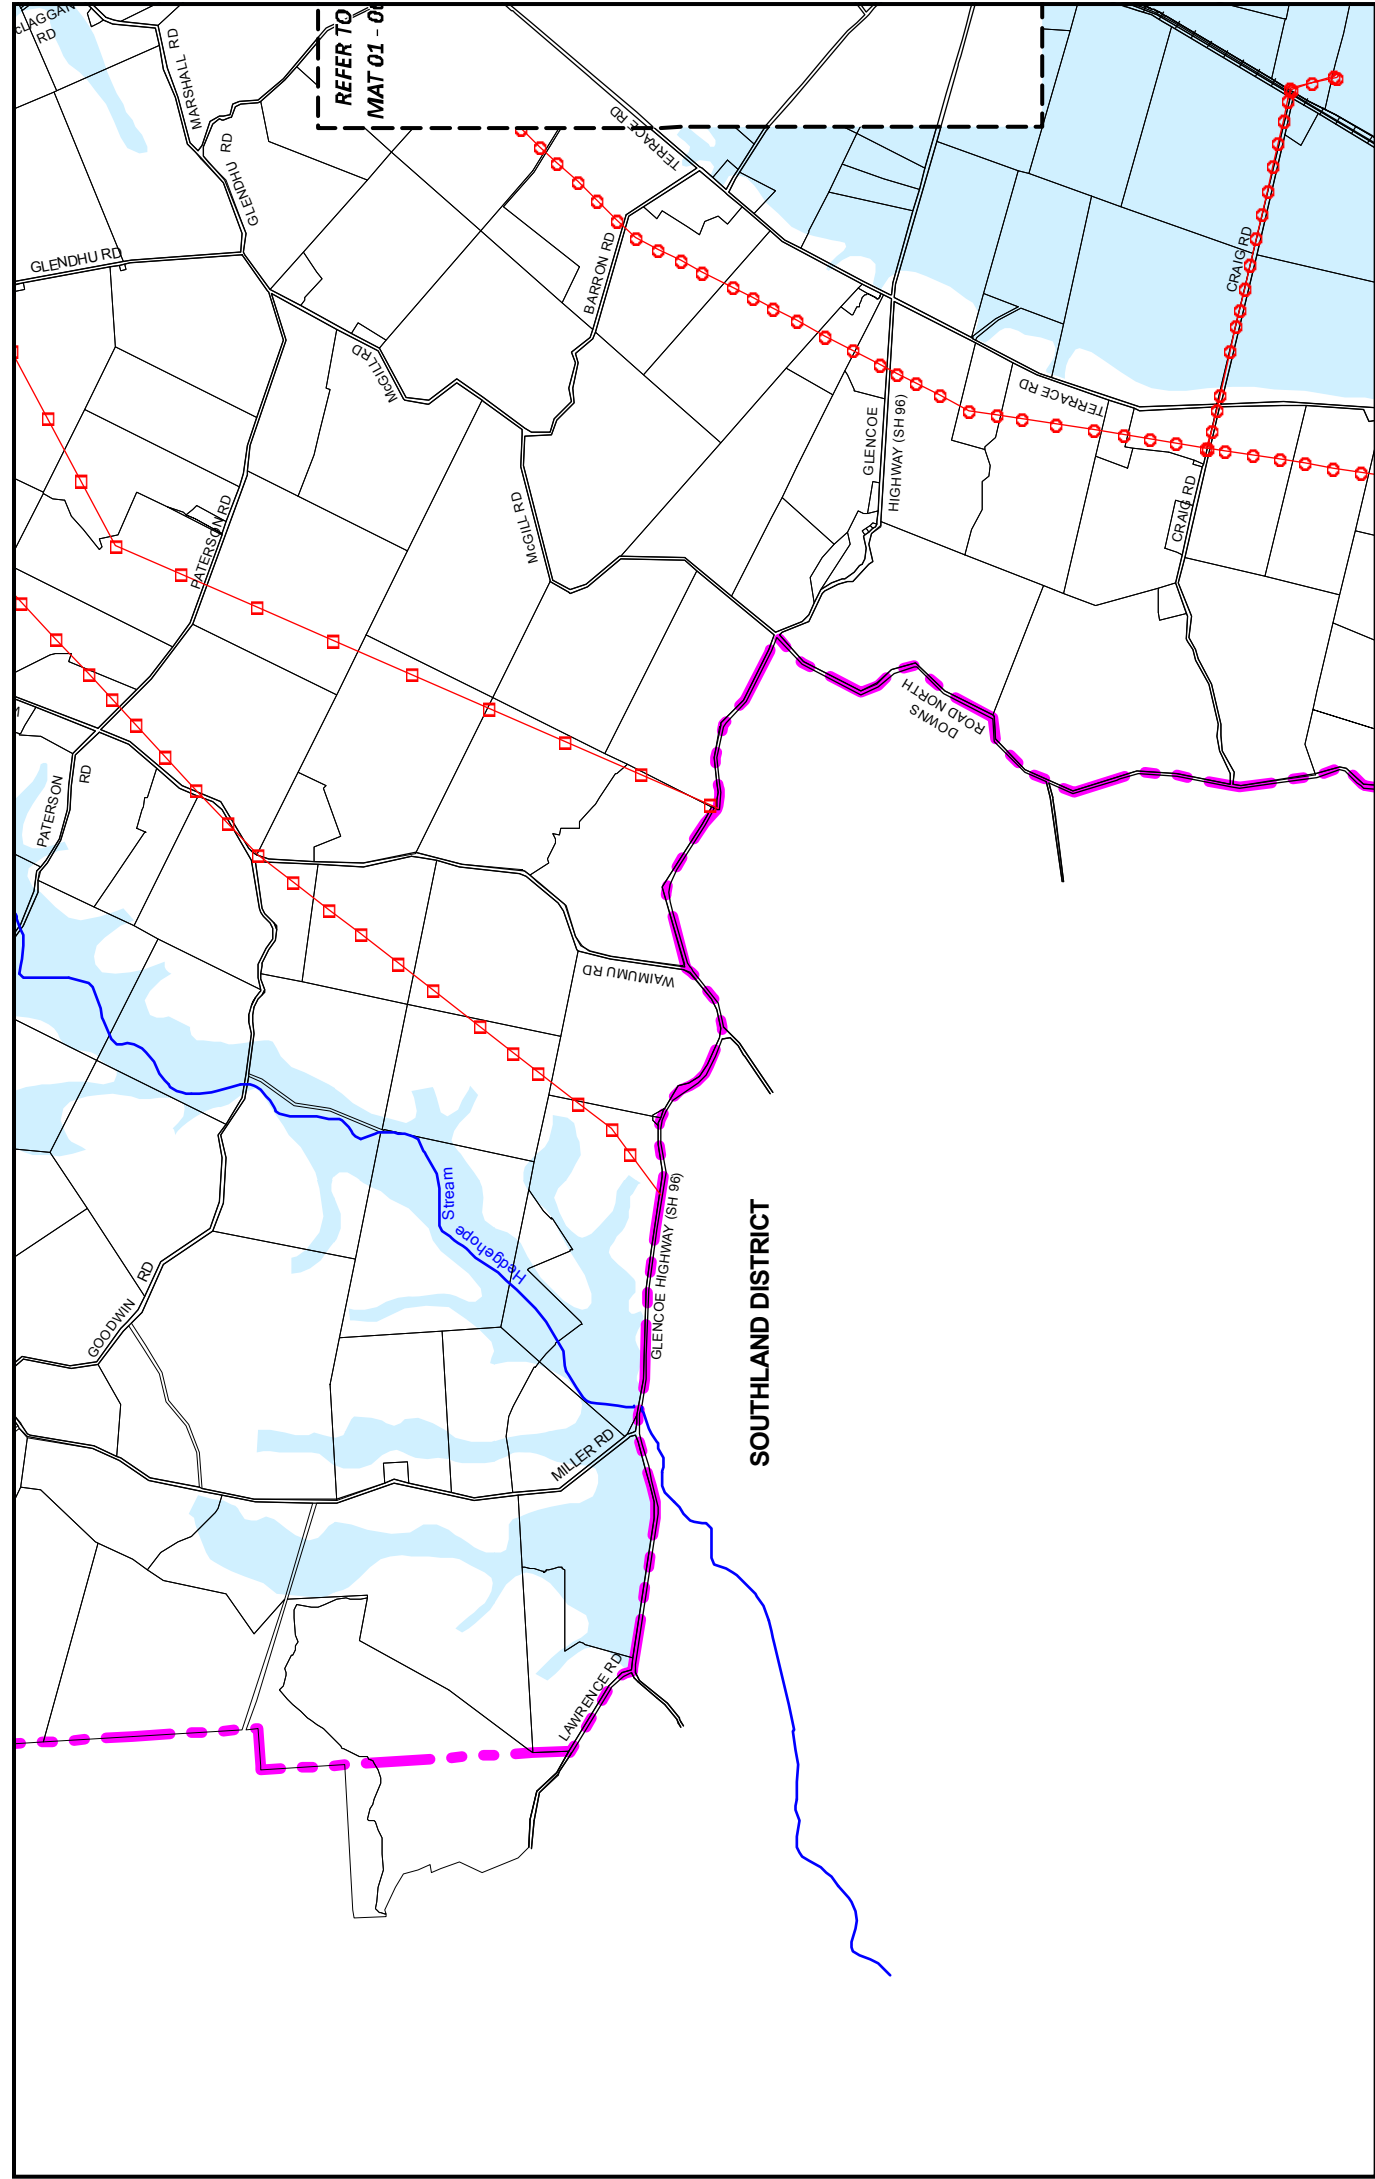 RD
MARSHALL RD
REFER TO
MAT 01 - 0
GLENDHU
RD
TERRACE RD
GLENDHU RD
BARRON RD
CRAIG RD
McGILL RD
TERRACE RD
GLENCOE
HIGHWAY (SH 96)
PATERSON RD
McGILL RD
CRAIG RD
DOWNS
ROAD NORTH
PATERSON
RD
WAIMUMU RD
Hedgehope
Stream
GLENCOE HIGHWAY (SH 96)
GOODWIN
RD
SOUTHLAND DISTRICT
MILLER RD
LAWRENCE RD